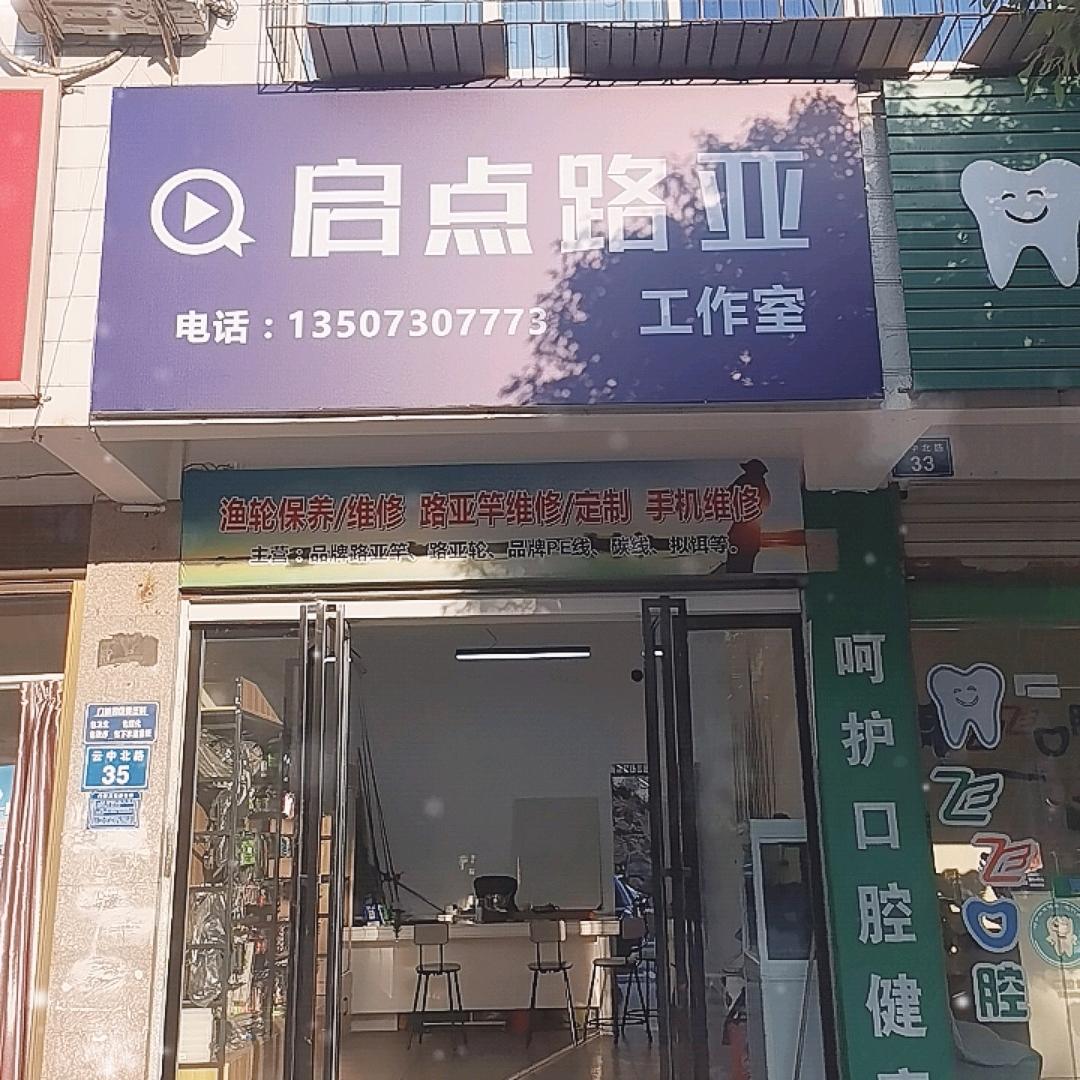 启点路亚
电话：13507307773
工作室
中北路
33
渔轮保养/维修 路亚竿维修/定制 手机维修
主营：品牌路亚竿、路亚轮、品牌PE线、碳线、拟饵等。
云中北路
35
呵护口腔健
腔